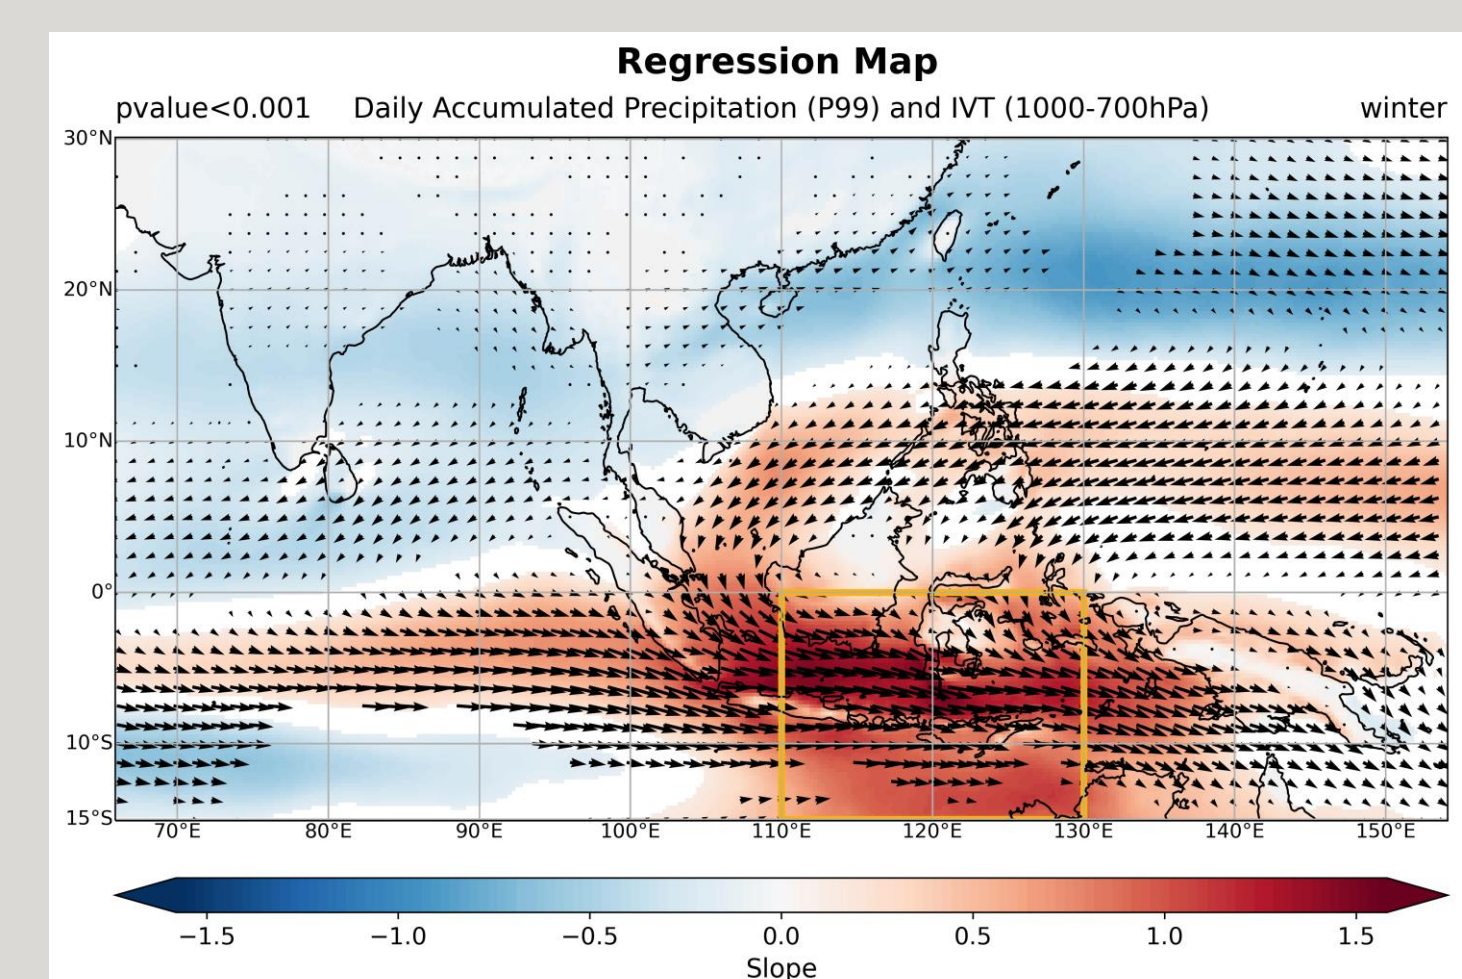 Regression Map
pvalue<0.001 Daily Accumulated Precipitation (P99) and IVT (1000-700hPa) winter
30°N
20°N
10°N
0°
10°S
15°S
70°E 80°E 90°E 100°E 110°E 120°E 130°E 140°E 150°E
−1.5 −1.0 −0.5 0.0 0.5 1.0 1.5
Slope